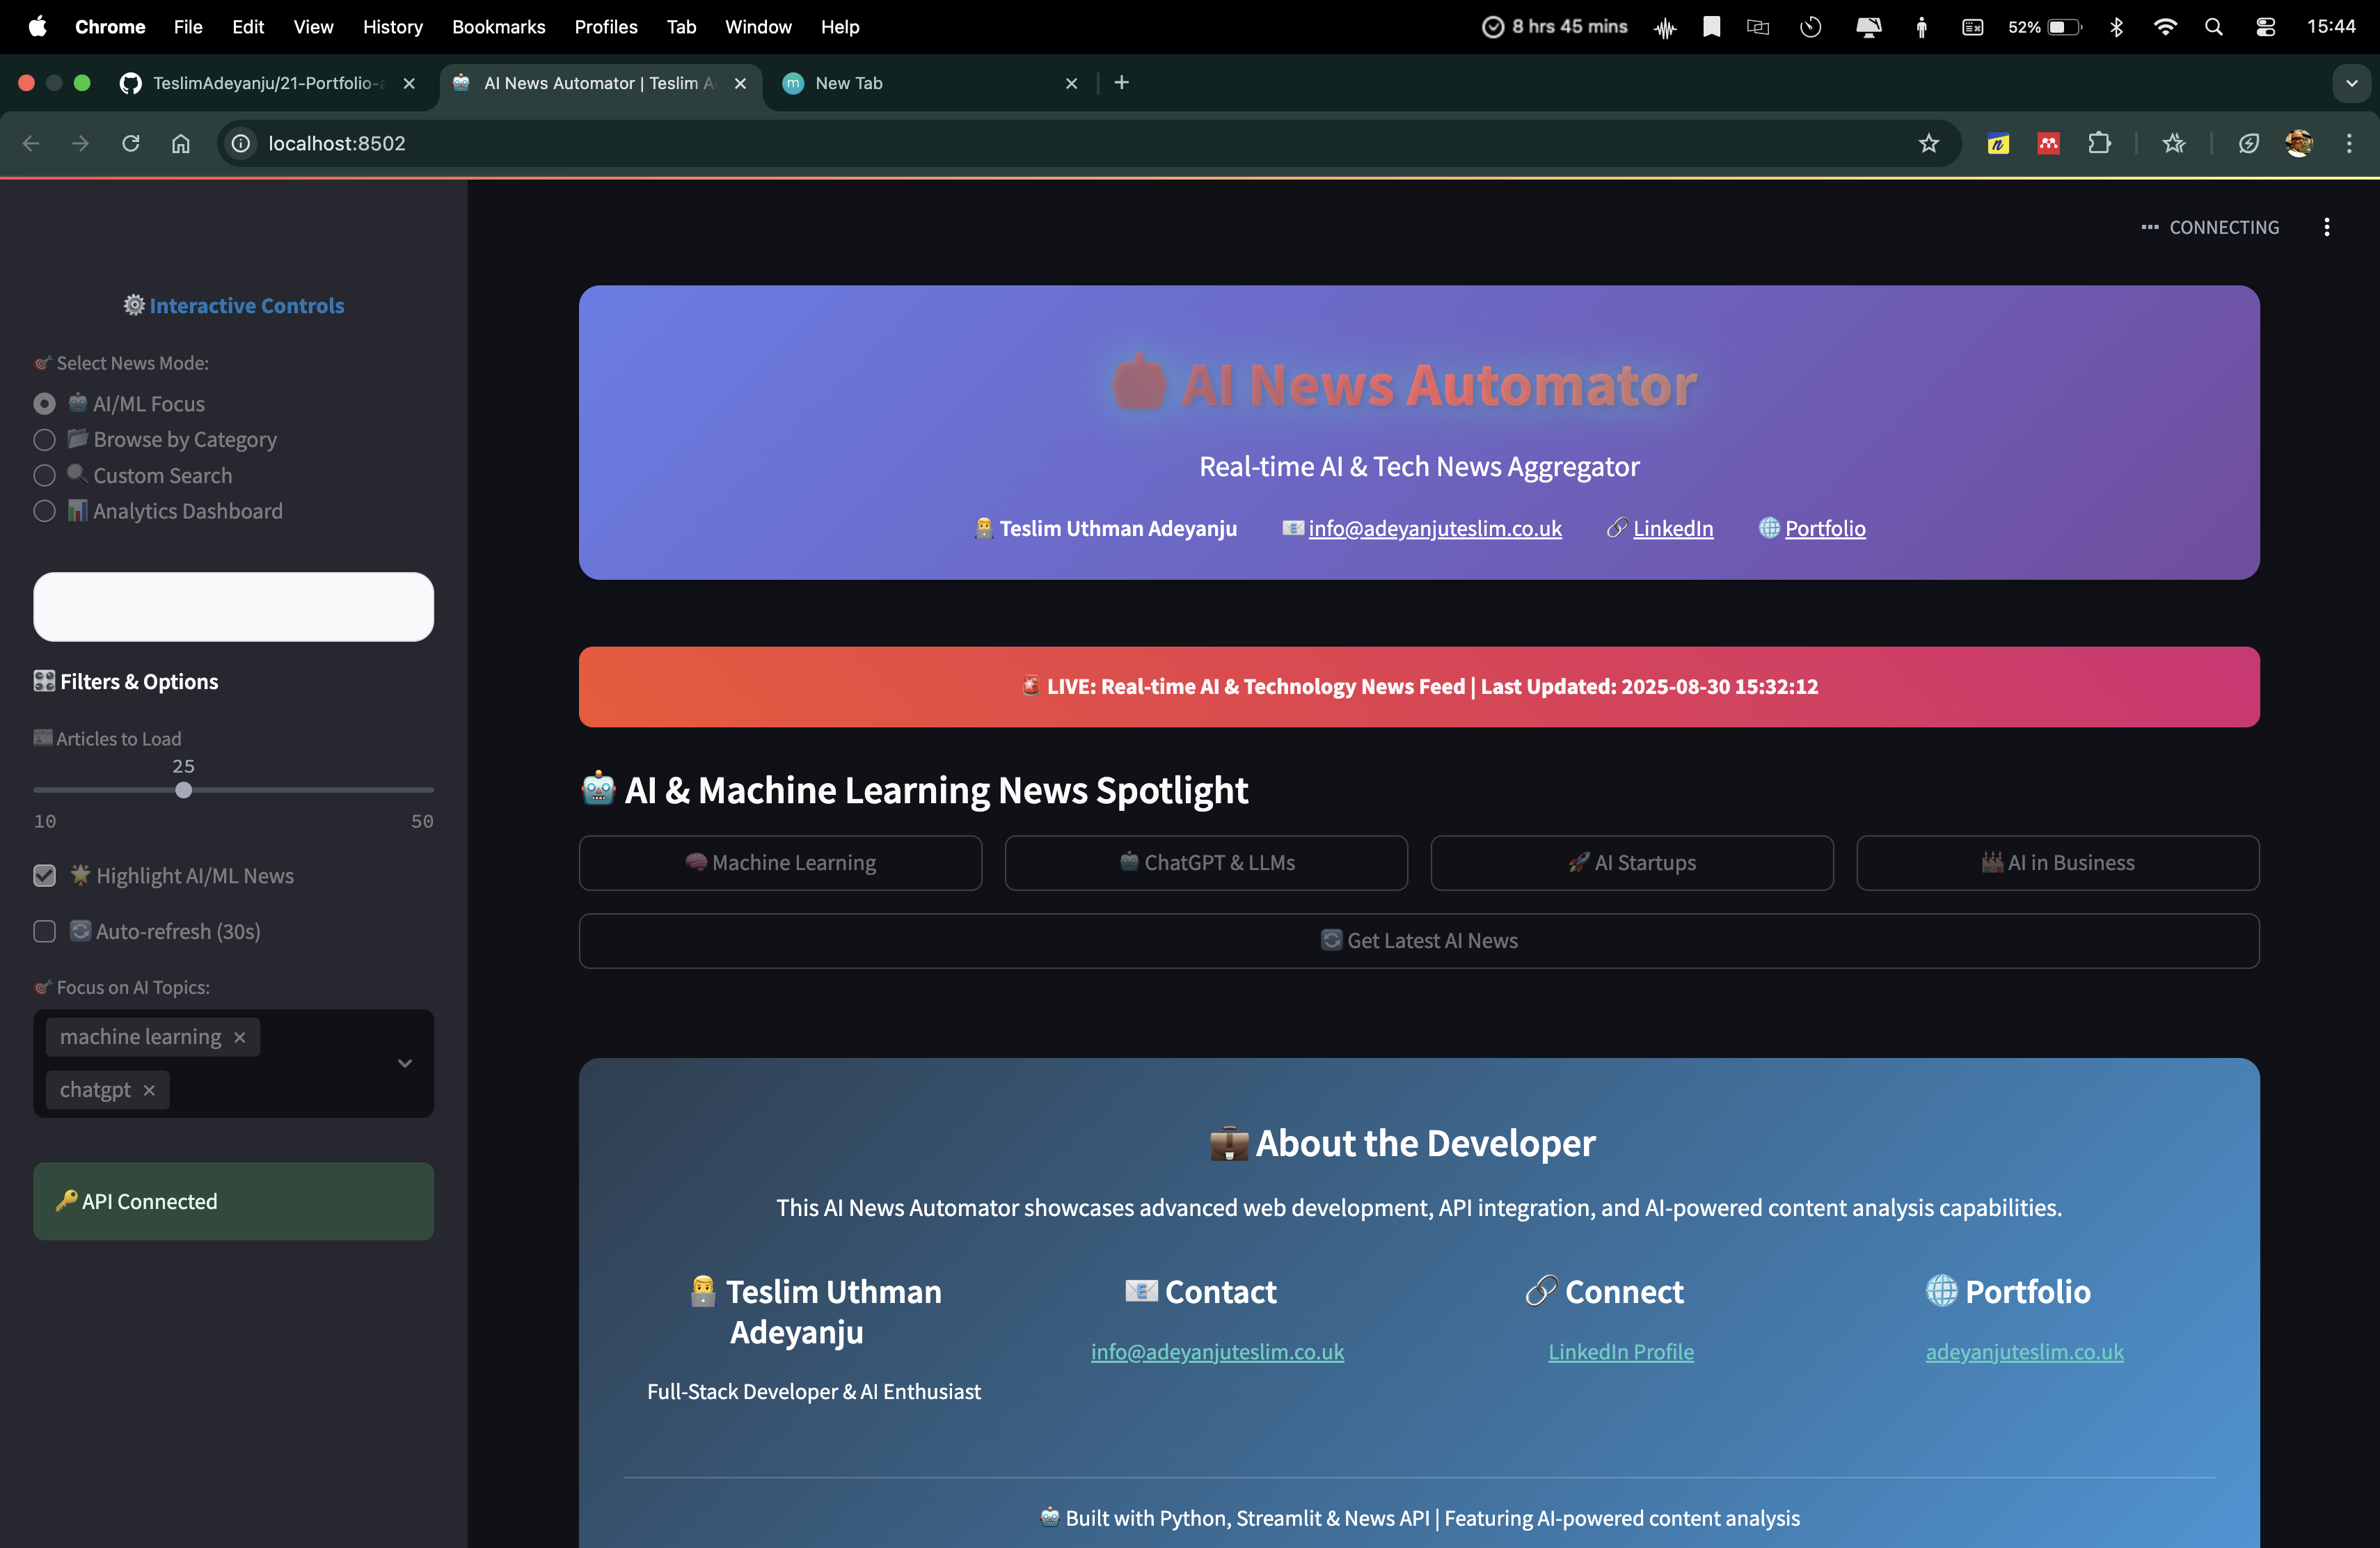 Chrome File Edit View History Bookmarks Profiles Tab Window Help 8 hrs 45 mins 52% 15:44
TeslimAdeyanju/21-Portfolio-a AI News Automator | Teslim A New Tab
localhost:8502
CONNECTING
Interactive Controls
Select News Mode:
AI/ML Focus
Browse by Category
Custom Search
Analytics Dashboard
Filters & Options
Articles to Load
25
10 50
Highlight AI/ML News
Auto-refresh (30s)
Focus on AI Topics:
machine learning
chatgpt
API Connected
AI News Automator
Real-time AI & Tech News Aggregator
Teslim Uthman Adeyanju info@adeyanjuteslim.co.uk LinkedIn Portfolio
LIVE: Real-time AI & Technology News Feed | Last Updated: 2025-08-30 15:32:12
AI & Machine Learning News Spotlight
Machine Learning ChatGPT & LLMs AI Startups AI in Business
Get Latest AI News
About the Developer
This AI News Automator showcases advanced web development, API integration, and AI-powered content analysis capabilities.
Teslim Uthman
Adeyanju
Full-Stack Developer & AI Enthusiast
Contact
info@adeyanjuteslim.co.uk
Connect
LinkedIn Profile
Portfolio
adeyanjuteslim.co.uk
Built with Python, Streamlit & News API | Featuring AI-powered content analysis